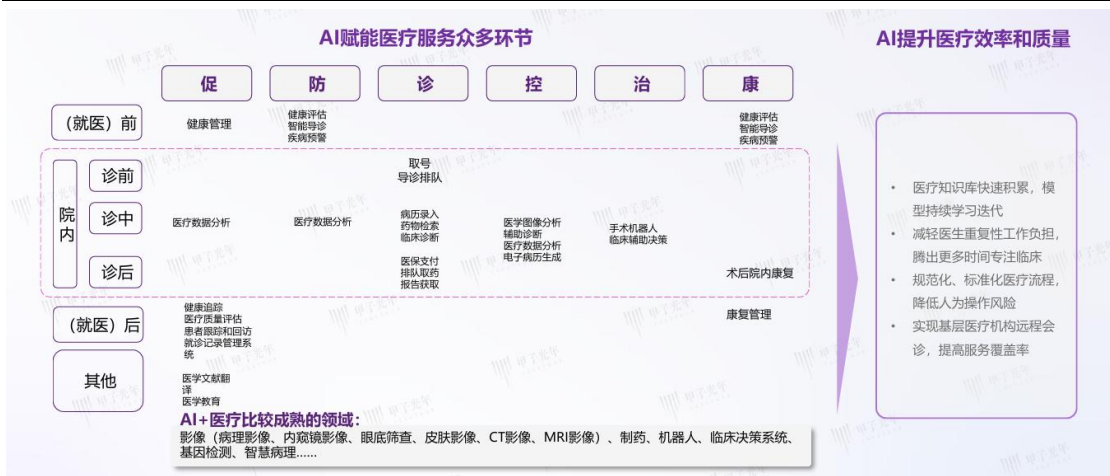 AI赋能医疗服务众多环节
AI提升医疗效率和质量
促
防
诊
控
治
康
（就医）前
健康管理
健康评估
智能导诊
疾病预警
健康评估
智能导诊
疾病预警
院内
诊前
取号
导诊排队
诊中
医疗数据分析
医疗数据分析
病历录入
药物检索
临床诊断
医学图像分析
辅助诊断
医疗数据分析
电子病历生成
手术机器人
临床辅助决策
诊后
医保支付
排队取药
报告获取
术后院内康复
（就医）后
健康追踪
医疗质量评估
患者跟踪和回访
就诊记录管理系
统
康复管理
其他
医学文献翻
译
医学教育
AI+医疗比较成熟的领域：
影像（病理影像、内窥镜影像、眼底筛查、皮肤影像、CT影像、MRI影像）、制药、机器人、临床决策系统、
基因检测、智慧病理……
• 医疗知识库快速积累，模
型持续学习迭代
• 减轻医生重复性工作负担，
腾出更多时间专注临床
• 规范化、标准化医疗流程，
降低人为操作风险
• 实现基层医疗机构远程会
诊，提高服务覆盖率
甲子光年